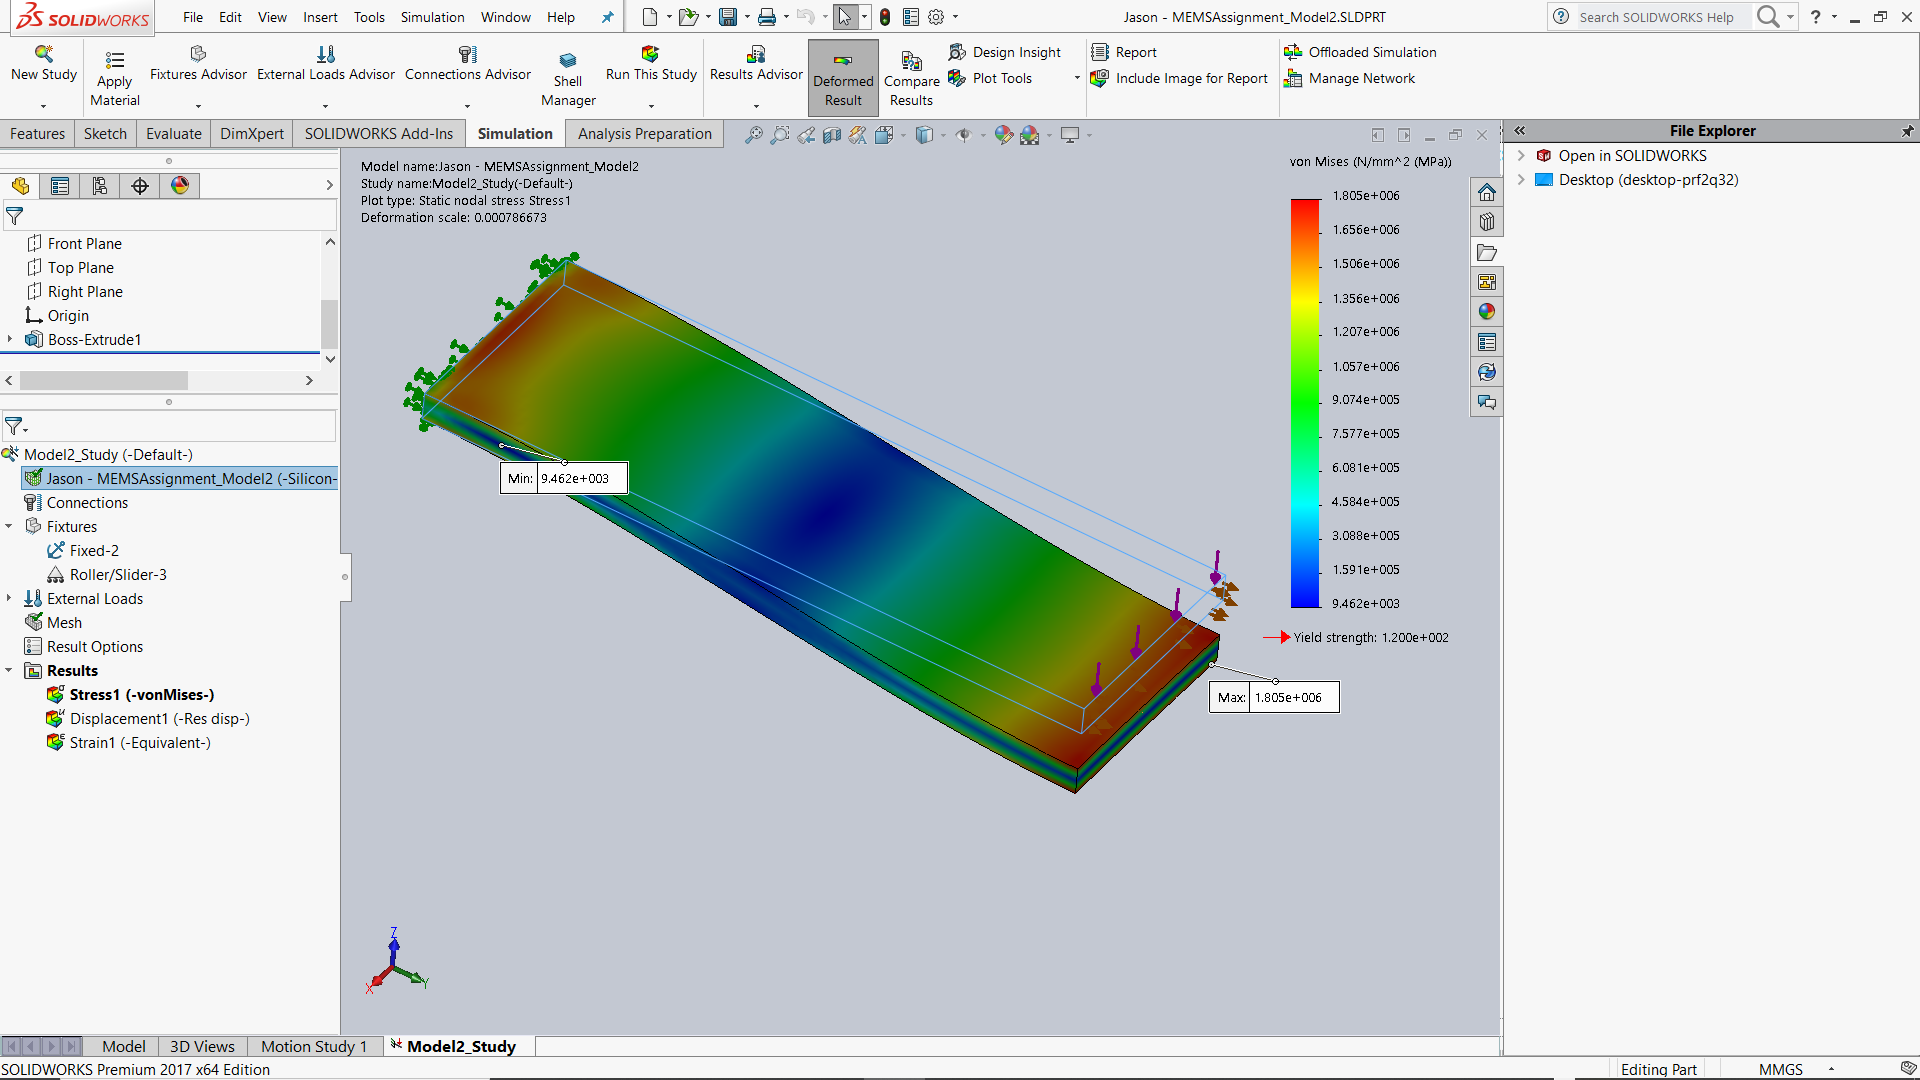 SOLIDWORKS
File Edit View Insert Tools Simulation Window Help
Jason - MEMSAssignment_Model2.SLDPRT
Search SOLIDWORKS Help
New Study
Apply Material
Fixtures Advisor
External Loads Advisor
Connections Advisor
Shell Manager
Run This Study
Results Advisor
Deformed Result
Compare Results
Design Insight
Plot Tools
Report
Include Image for Report
Offloaded Simulation
Manage Network
Features Sketch Evaluate DimXpert SOLIDWORKS Add-Ins Simulation Analysis Preparation
Front Plane
Top Plane
Right Plane
Origin
Boss-Extrude1
Model2_Study (-Default-)
Jason - MEMSAssignment_Model2 (-Silicon-
Connections
Fixtures
Fixed-2
Roller/Slider-3
External Loads
Mesh
Result Options
Results
Stress1 (-vonMises-)
Displacement1 (-Res disp-)
Strain1 (-Equivalent-)
Model name:Jason - MEMSAssignment_Model2
Study name:Model2_Study(-Default-)
Plot type: Static nodal stress Stress1
Deformation scale: 0.000786673
Min: 9.462e+003
Max: 1.805e+006
von Mises (N/mm^2 (MPa))
1.805e+006
1.656e+006
1.506e+006
1.356e+006
1.207e+006
1.057e+006
9.074e+005
7.577e+005
6.081e+005
4.584e+005
3.088e+005
1.591e+005
9.462e+003
Yield strength: 1.200e+002
Z
X
Y
File Explorer
Open in SOLIDWORKS
Desktop (desktop-prf2q32)
Model 3D Views Motion Study 1 Model2_Study
SOLIDWORKS Premium 2017 x64 Edition
Editing Part MMGS